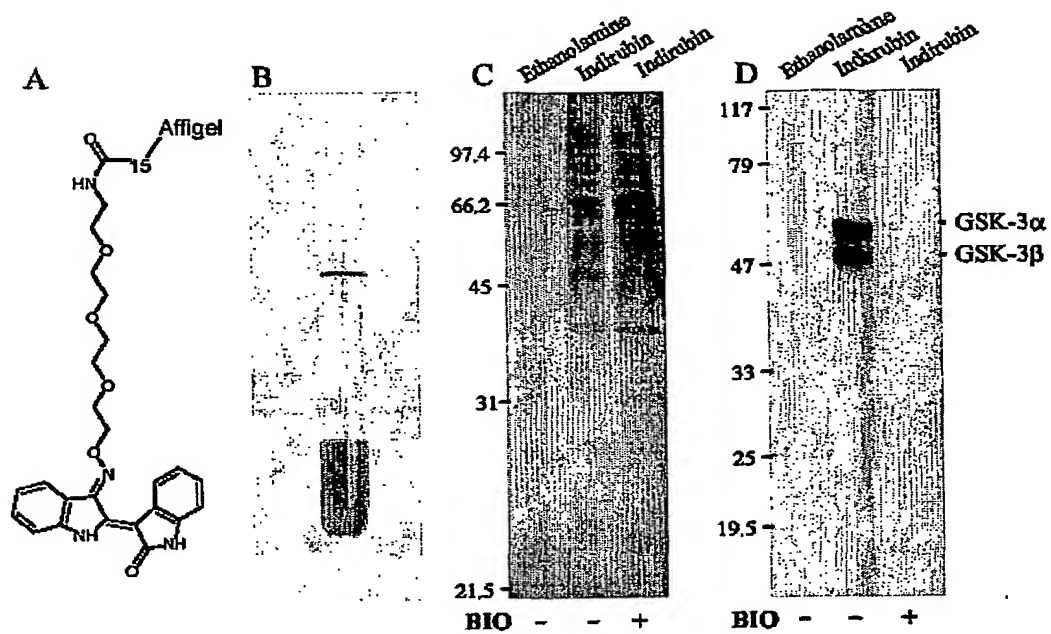 A
Affigel
15
O
HN
O
O
O
O
N
NH
NH
O
B
C
Ethanolamine
Indirubin
Indirubin
97.4
66,2
45
31
21,5
BIO - - +
D
Ethanolamine
Indirubin
Indirubin
117
79
47
33
25
19,5
GSK-3α
GSK-3β
- - +